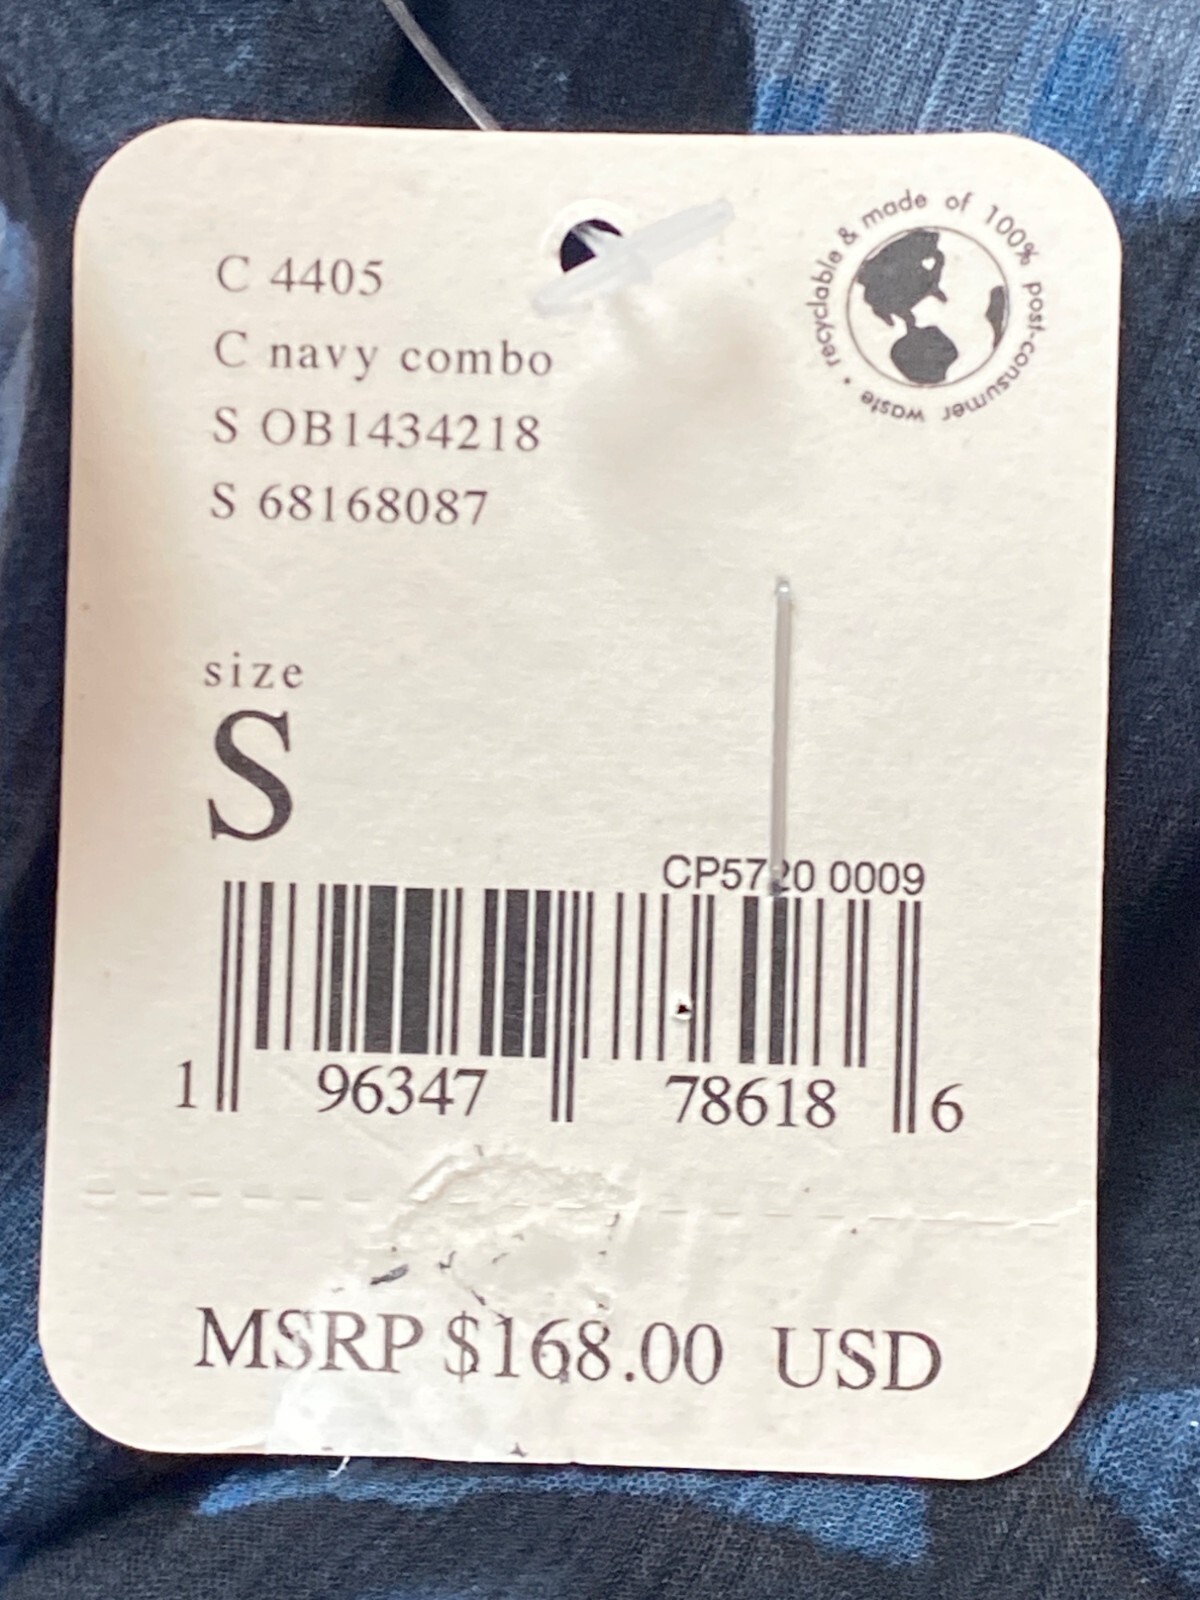 recyclable & made of 100% post-consumer waste •
C 4405
C navy combo
S OB1434218
S 68168087
size
S
CP5720 0009
1 96347 78618 6
MSRP $168.00 USD